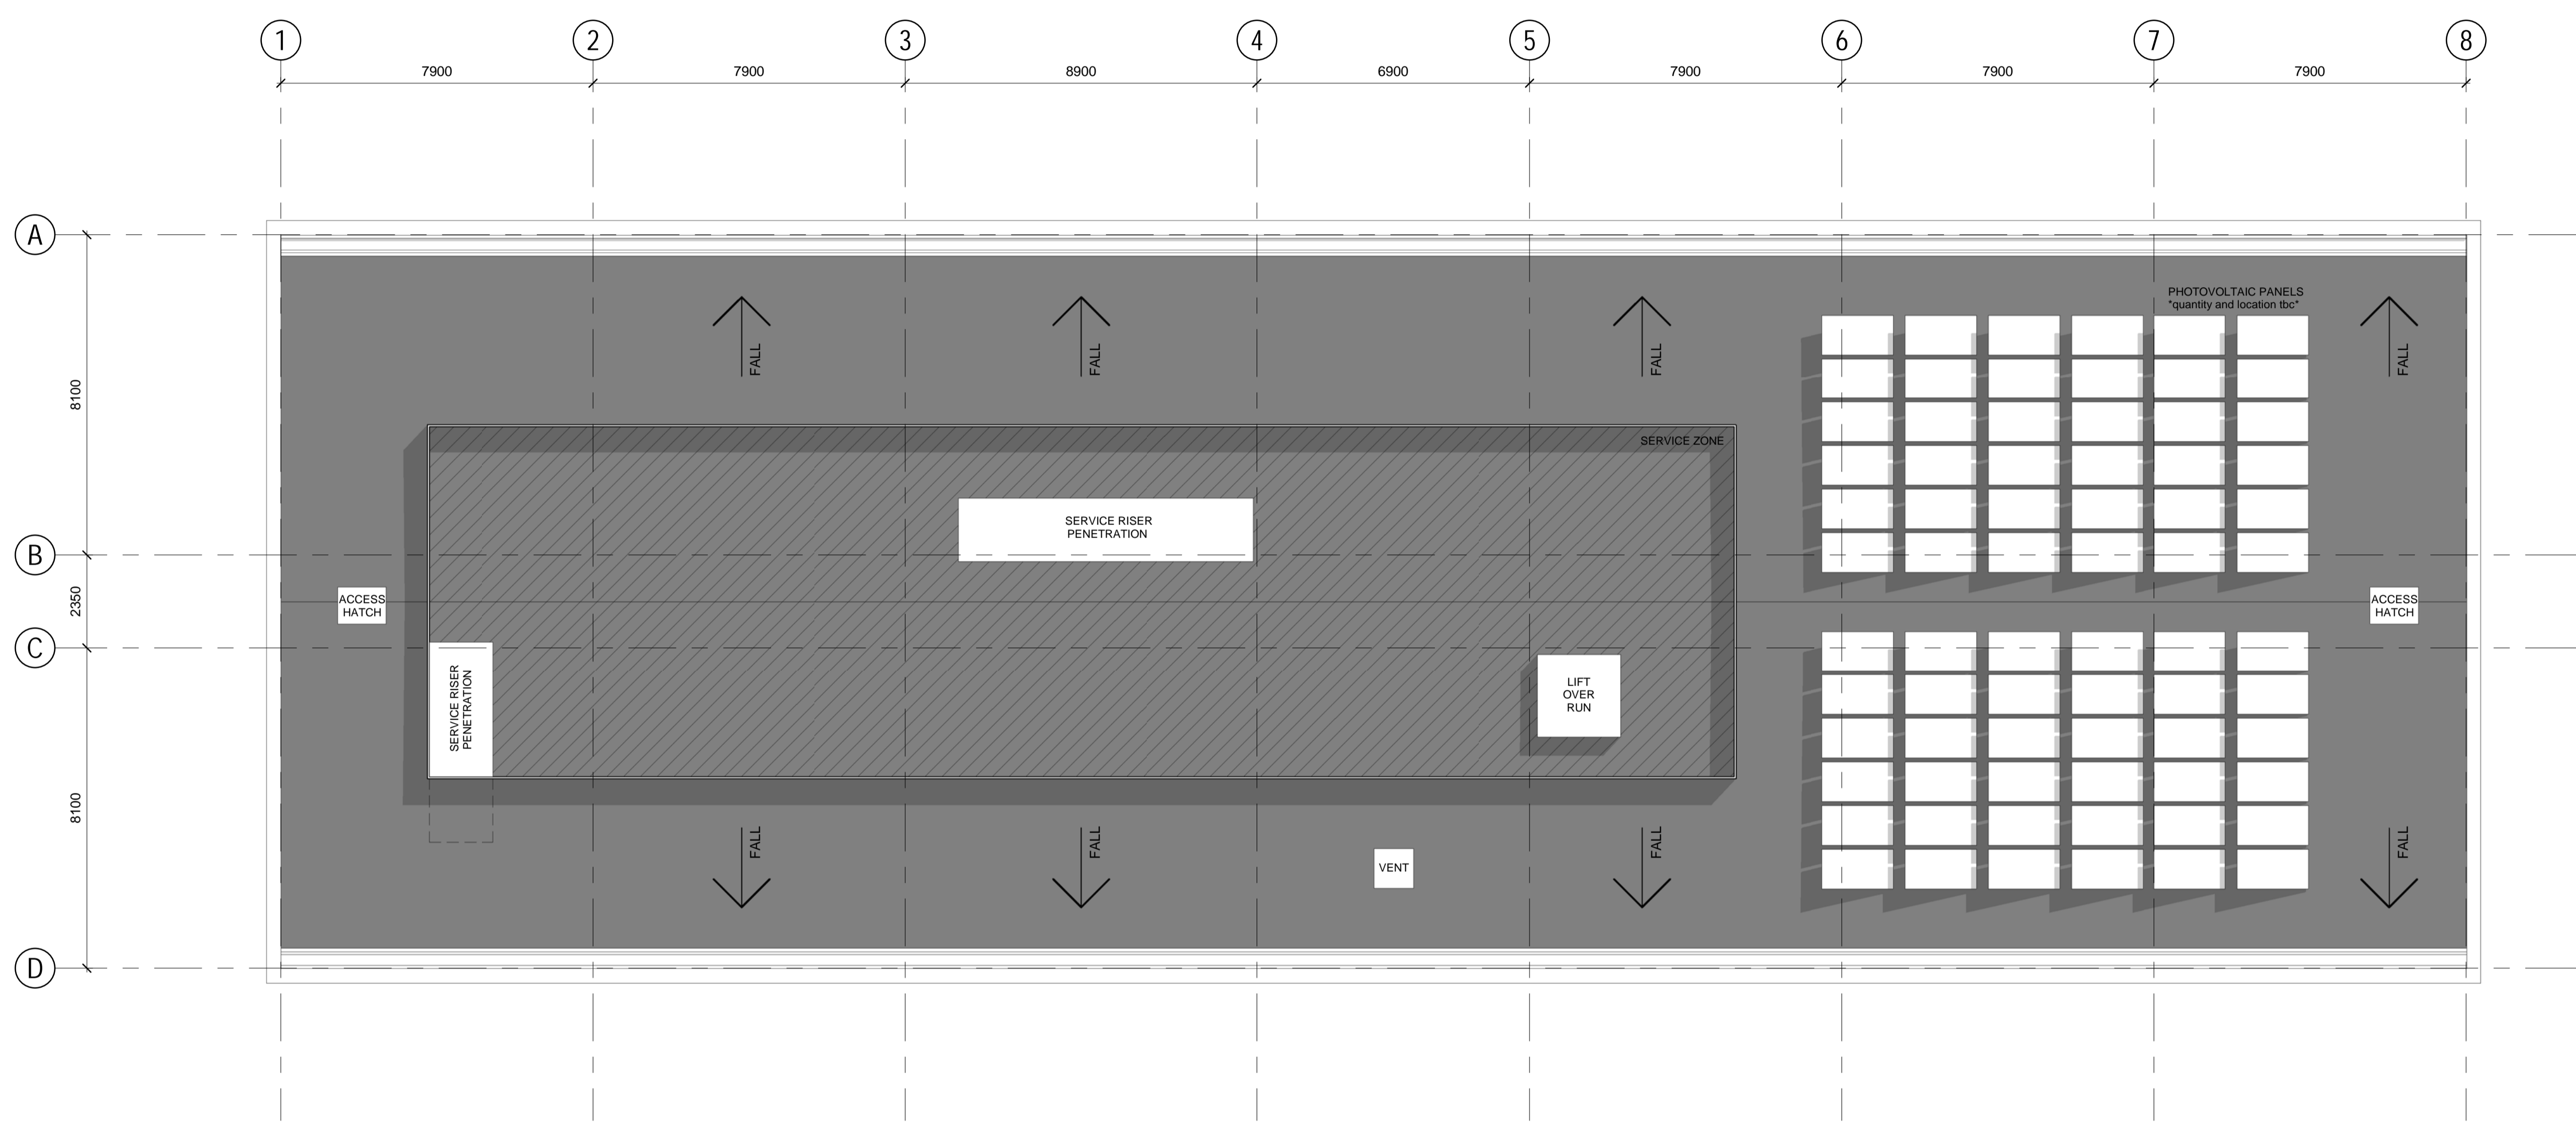 1
2
3
4
5
6
7
8
7900
7900
8900
6900
7900
7900
7900
A
B
C
D
8100
2350
8100
PHOTOVOLTAIC PANELS
*quantity and location tbc*
FALL
FALL
FALL
FALL
SERVICE ZONE
SERVICE RISER
PENETRATION
ACCESS
HATCH
ACCESS
HATCH
SERVICE RISER
PENETRATION
LIFT
OVER
RUN
FALL
FALL
FALL
FALL
VENT